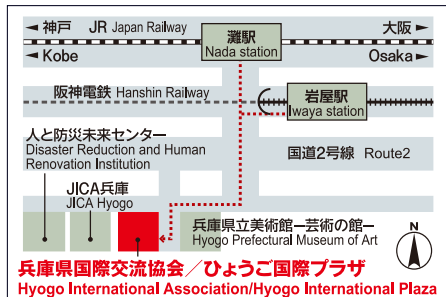 ◀神戸 JR Japan Railway 灘駅 大阪▶
Nada station
◀Kobe Osaka▶
阪神電鉄 Hanshin Railway 岩屋駅
Iwaya station
人と防災未来センター
Disaster Reduction and Human
Renovation Institution
国道2号線 Route2
JICA兵庫
JICA Hyogo
兵庫県立美術館ー芸術の館ー
Hyogo Prefectural Museum of Art
N
兵庫県国際交流協会/ひょうご国際プラザ
Hyogo International Association/Hyogo International Plaza